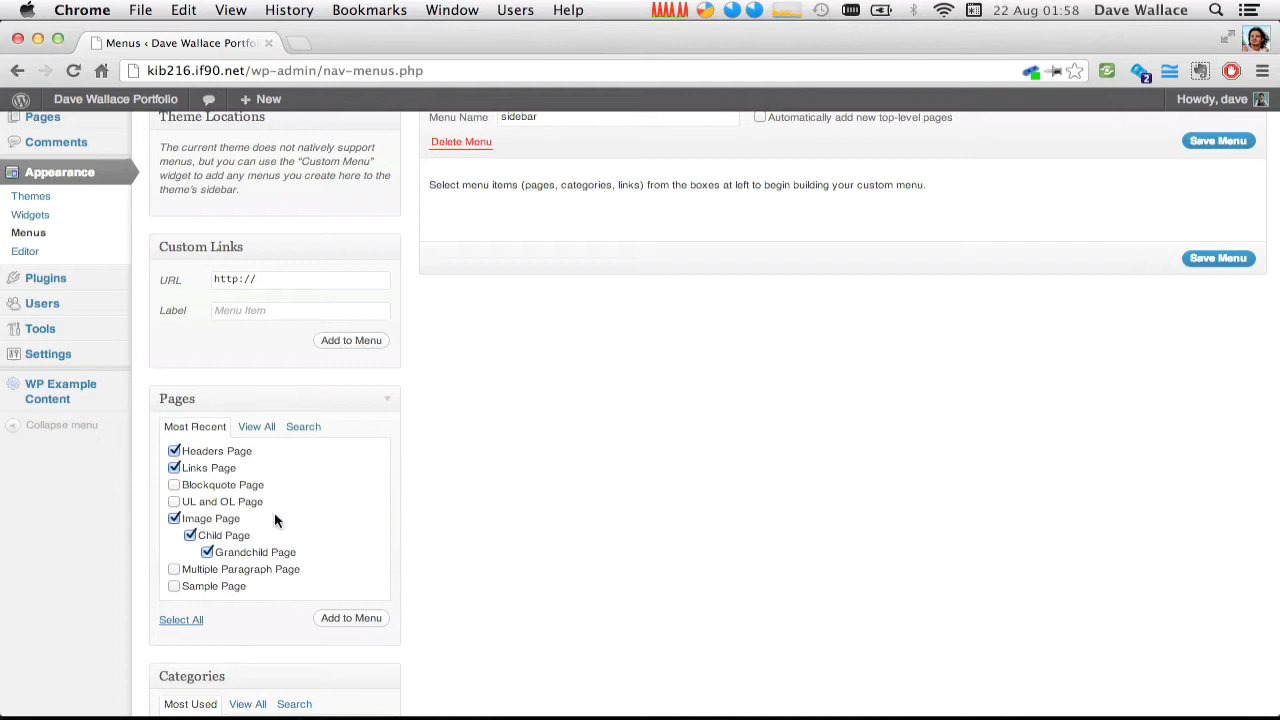 Chrome File Edit View History Bookmarks Window Users Help 22 Aug 01:58 Dave Wallace
Menus ‹ Dave Wallace Portfo
kib216.if90.net/wp-admin/nav-menus.php
2
Dave Wallace Portfolio + New Howdy, dave
Pages
Comments
Appearance
Themes
Widgets
Menus
Editor
Plugins
Users
Tools
Settings
WP Example
Content
Collapse menu
Theme Locations
The current theme does not natively support
menus, but you can use the “Custom Menu”
widget to add any menus you create here to the
theme’s sidebar.
Custom Links
URL http://
Label Menu Item
Add to Menu
Pages
Most Recent View All Search
Headers Page
Links Page
Blockquote Page
UL and OL Page
Image Page
Child Page
Grandchild Page
Multiple Paragraph Page
Sample Page
Select All Add to Menu
Categories
Most Used View All Search
Menu Name sidebar Automatically add new top-level pages
Delete Menu Save Menu
Select menu items (pages, categories, links) from the boxes at left to begin building your custom menu.
Save Menu